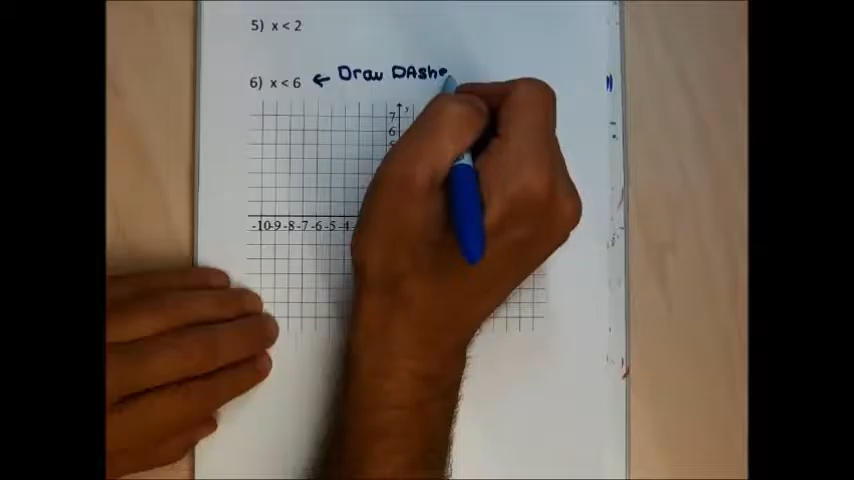 5) x < 2
6) x < 6 ← Draw DAshe
y
7
6
-10-9-8-7-6-5-4